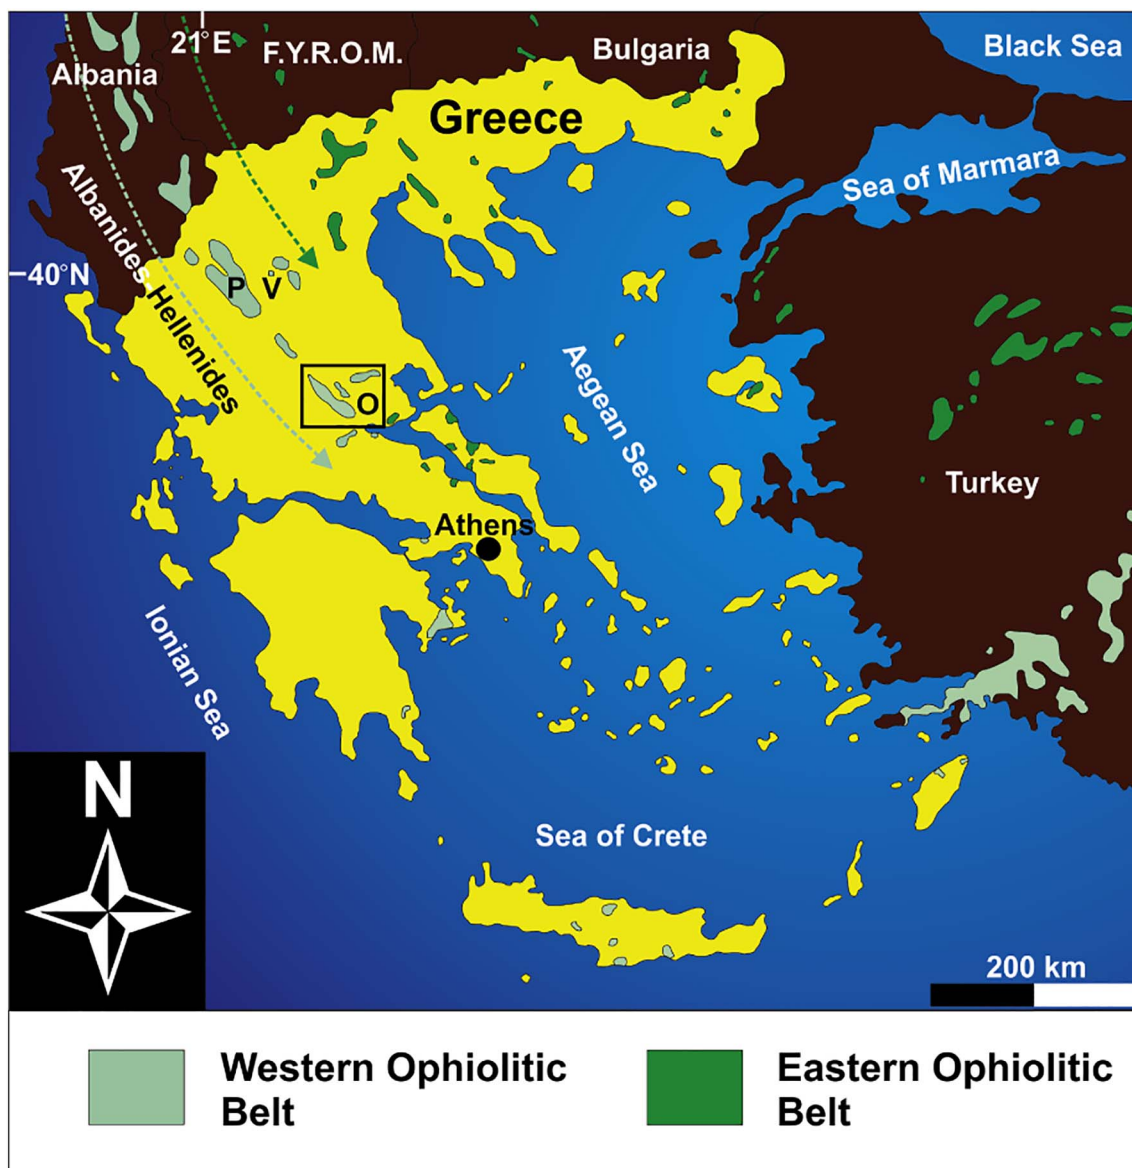 21°E
F.Y.R.O.M.
Bulgaria
Black Sea
Albania
Greece
Sea of Marmara
Albanides-Hellenides
40°N
P
V
Aegean Sea
O
Turkey
Athens
Ionian Sea
N
Sea of Crete
200 km
Western Ophiolitic
Belt
Eastern Ophiolitic
Belt